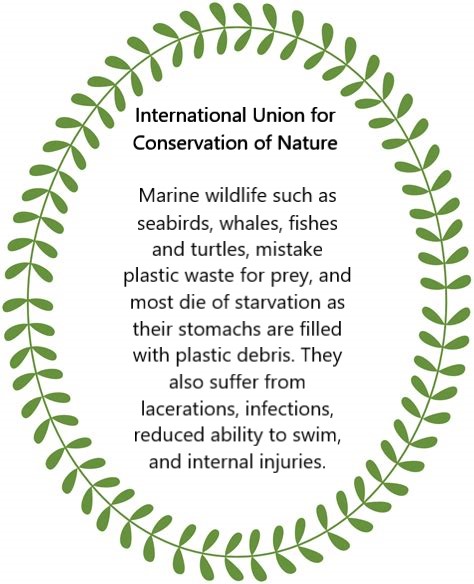 International Union for
Conservation of Nature
Marine wildlife such as
seabirds, whales, fishes
and turtles, mistake
plastic waste for prey, and
most die of starvation as
their stomachs are filled
with plastic debris. They
also suffer from
lacerations, infections,
reduced ability to swim,
and internal injuries.